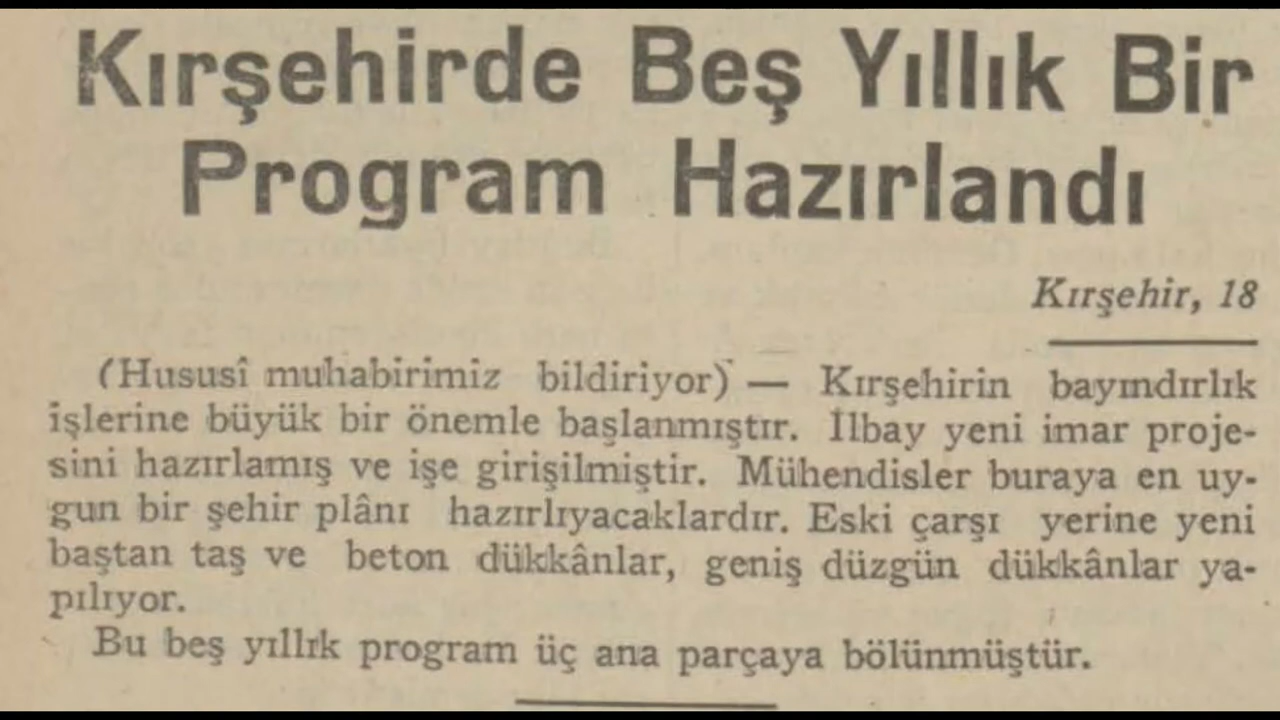 Kırşehirde Beş Yıllık Bir
Program Hazırlandı
Kırşehir, 18
(Hususî muhabirimiz bildiriyor) — Kırşehirin bayındırlık
işlerine büyük bir önemle başlanmıştır. İlbay yeni imar proje-
sini hazırlamış ve işe girişilmiştir. Mühendisler buraya en uy-
gun bir şehir plânı hazırlıyacaklardır. Eski çarşı yerine yeni
baştan taş ve beton dükkânlar, geniş düzgün dükkânlar ya-
pılıyor.
Bu beş yıllık program üç ana parçaya bölünmüştür.